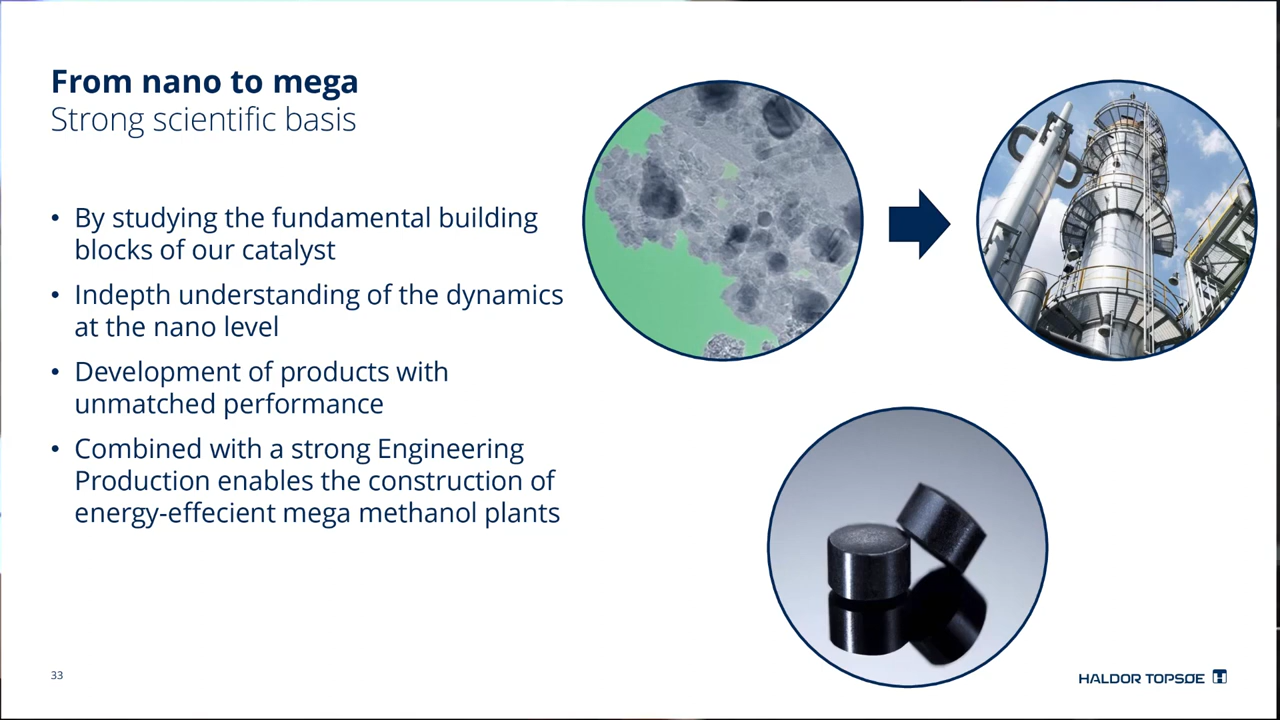 From nano to mega
Strong scientific basis
• By studying the fundamental building
blocks of our catalyst
• Indepth understanding of the dynamics
at the nano level
• Development of products with
unmatched performance
• Combined with a strong Engineering
Production enables the construction of
energy-effecient mega methanol plants
33
HALDOR TOPSØE